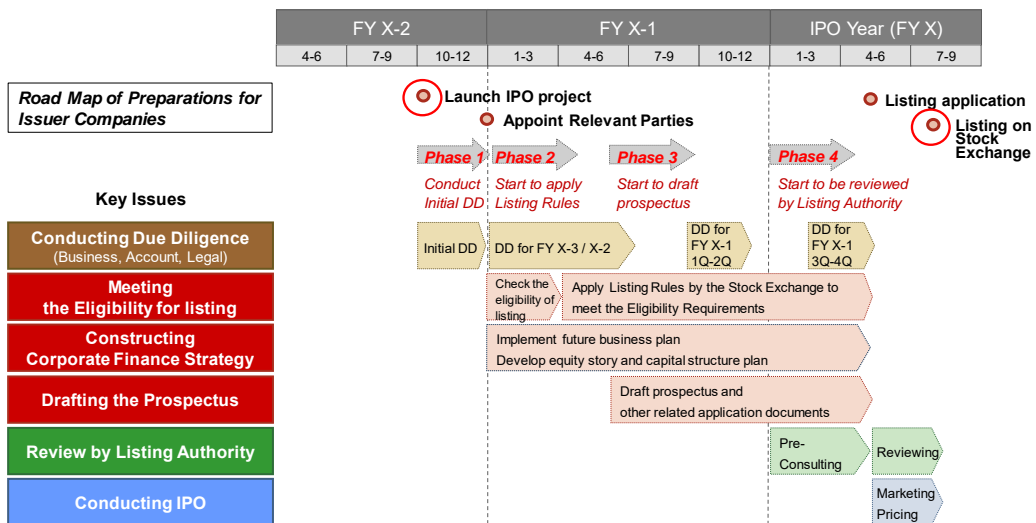 FY X-2
FY X-1
IPO Year (FY X)
4-6
7-9
10-12
1-3
4-6
7-9
10-12
1-3
4-6
7-9
Road Map of Preparations for
Issuer Companies
Launch IPO project
Appoint Relevant Parties
Listing application
Listing on
Stock
Exchange
Phase 1
Phase 2
Phase 3
Phase 4
Conduct
Initial DD
Start to apply
Listing Rules
Start to draft
prospectus
Start to be reviewed
by Listing Authority
Key Issues
Conducting Due Diligence
(Business, Account, Legal)
Initial DD
DD for FY X-3 / X-2
DD for
FY X-1
1Q-2Q
DD for
FY X-1
3Q-4Q
Meeting
the Eligibility for listing
Check the
eligibility of
listing
Apply Listing Rules by the Stock Exchange to
meet the Eligibility Requirements
Constructing
Corporate Finance Strategy
Implement future business plan
Develop equity story and capital structure plan
Drafting the Prospectus
Draft prospectus and
other related application documents
Review by Listing Authority
Pre-
Consulting
Reviewing
Conducting IPO
Marketing
Pricing